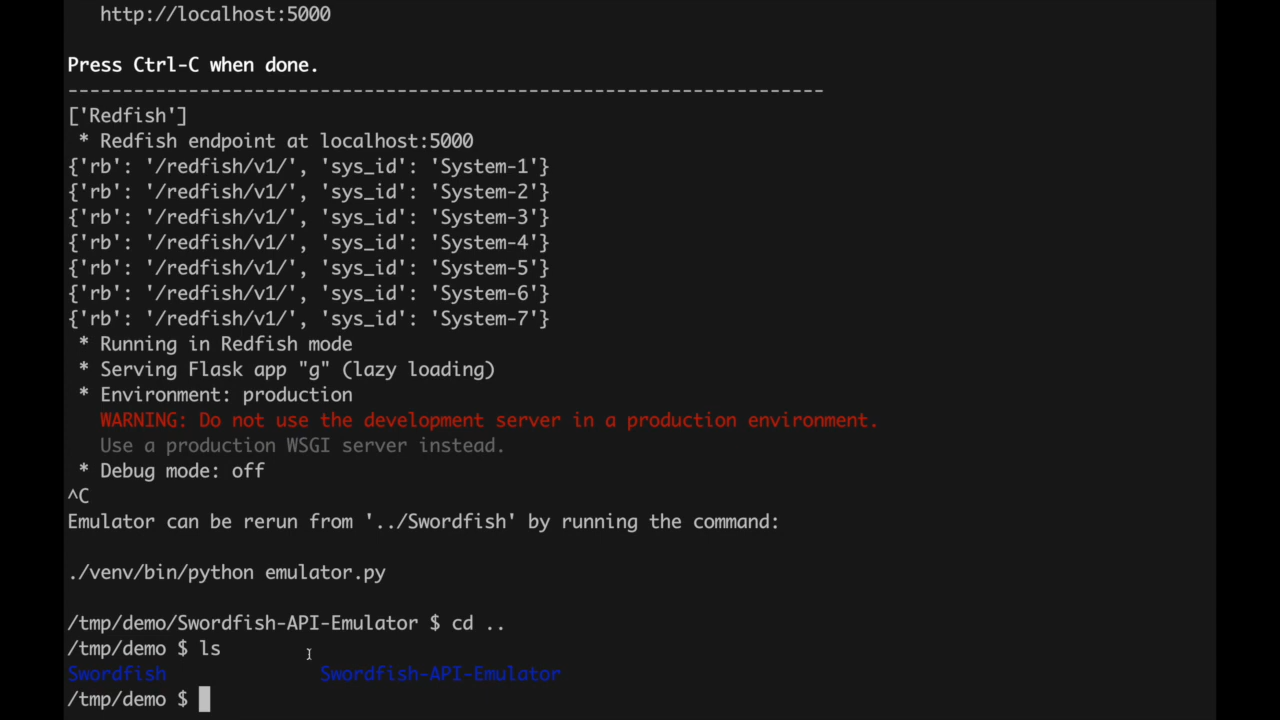 http://localhost:5000
Press Ctrl-C when done.
---------------------------------------------------------------------
['Redfish']
 * Redfish endpoint at localhost:5000
{'rb': '/redfish/v1/', 'sys_id': 'System-1'}
{'rb': '/redfish/v1/', 'sys_id': 'System-2'}
{'rb': '/redfish/v1/', 'sys_id': 'System-3'}
{'rb': '/redfish/v1/', 'sys_id': 'System-4'}
{'rb': '/redfish/v1/', 'sys_id': 'System-5'}
{'rb': '/redfish/v1/', 'sys_id': 'System-6'}
{'rb': '/redfish/v1/', 'sys_id': 'System-7'}
 * Running in Redfish mode
 * Serving Flask app "g" (lazy loading)
 * Environment: production
   WARNING: Do not use the development server in a production environment.
   Use a production WSGI server instead.
 * Debug mode: off
^C
Emulator can be rerun from '../Swordfish' by running the command:
./venv/bin/python emulator.py
/tmp/demo/Swordfish-API-Emulator $ cd ..
/tmp/demo $ ls
Swordfish              Swordfish-API-Emulator
/tmp/demo $